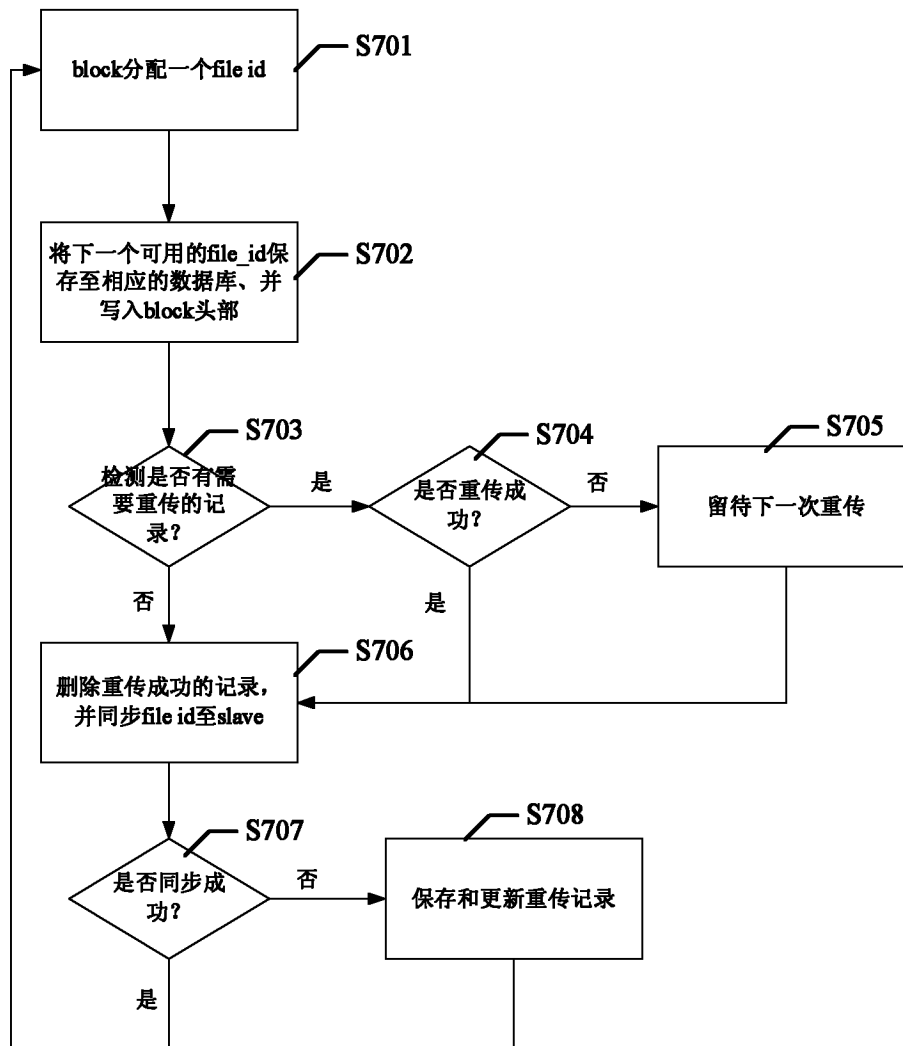 S701
block分配一个file id
S702
将下一个可用的file_id保
存至相应的数据库、并
写入block头部
S703
检测是否有需
要重传的记
录？
是
S704
是否重传成
功？
否
S705
留待下一次重传
否
是
S706
删除重传成功的记录，
并同步file id至slave
S707
是否同步成
功？
否
S708
保存和更新重传记录
是